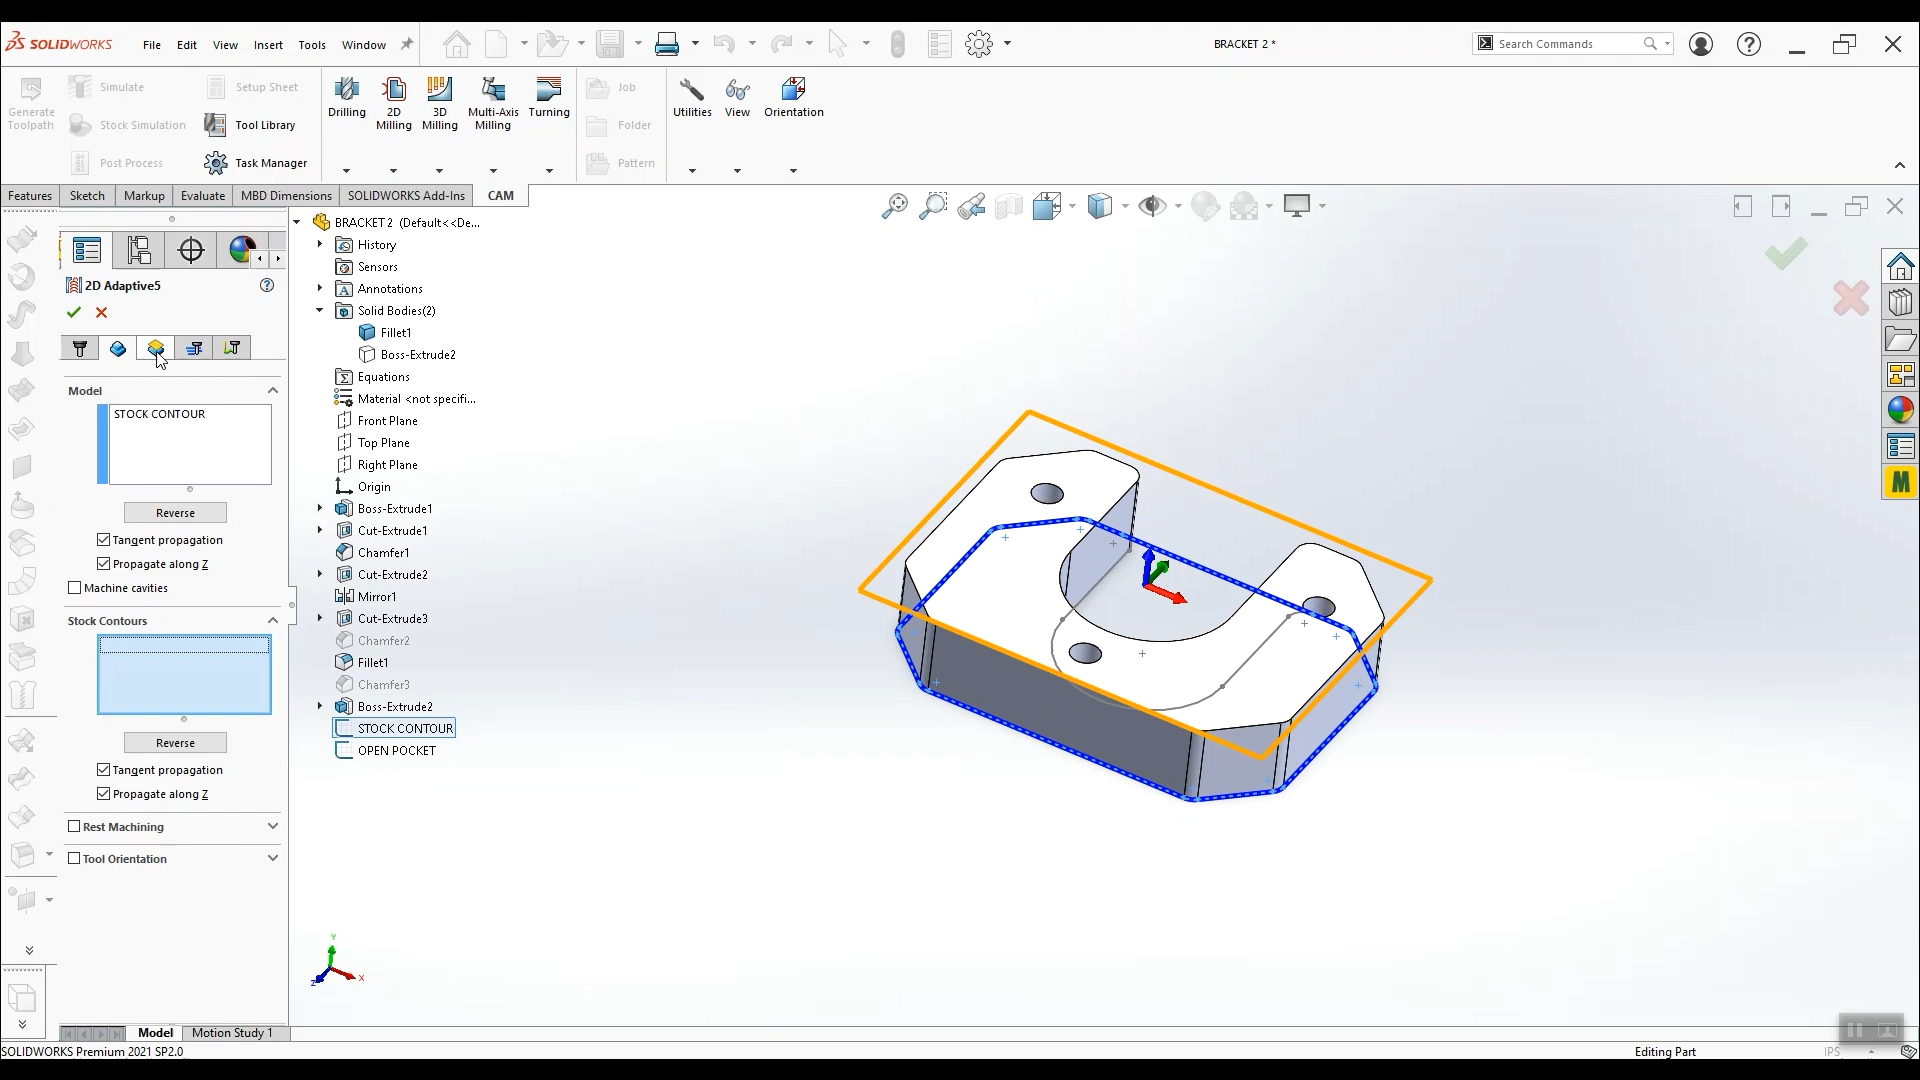 SOLIDWORKS File Edit View Insert Tools Window
BRACKET 2 *
Search Commands
Generate Toolpath
Simulate
Stock Simulation
Post Process
Setup Sheet
Tool Library
Task Manager
Drilling
2D Milling
3D Milling
Multi-Axis Milling
Turning
Job
Folder
Pattern
Utilities
View
Orientation
Features Sketch Markup Evaluate MBD Dimensions SOLIDWORKS Add-Ins CAM
2D Adaptive5
Model
STOCK CONTOUR
Reverse
Tangent propagation
Propagate along Z
Machine cavities
Stock Contours
Reverse
Tangent propagation
Propagate along Z
Rest Machining
Tool Orientation
BRACKET 2 (Default<<De...
History
Sensors
Annotations
Solid Bodies(2)
Fillet1
Boss-Extrude2
Equations
Material <not specifi...
Front Plane
Top Plane
Right Plane
Origin
Boss-Extrude1
Cut-Extrude1
Chamfer1
Cut-Extrude2
Mirror1
Cut-Extrude3
Chamfer2
Fillet1
Chamfer3
Boss-Extrude2
STOCK CONTOUR
OPEN POCKET
M
Y
X
Z
Model Motion Study 1
SOLIDWORKS Premium 2021 SP2.0
Editing Part
IPS